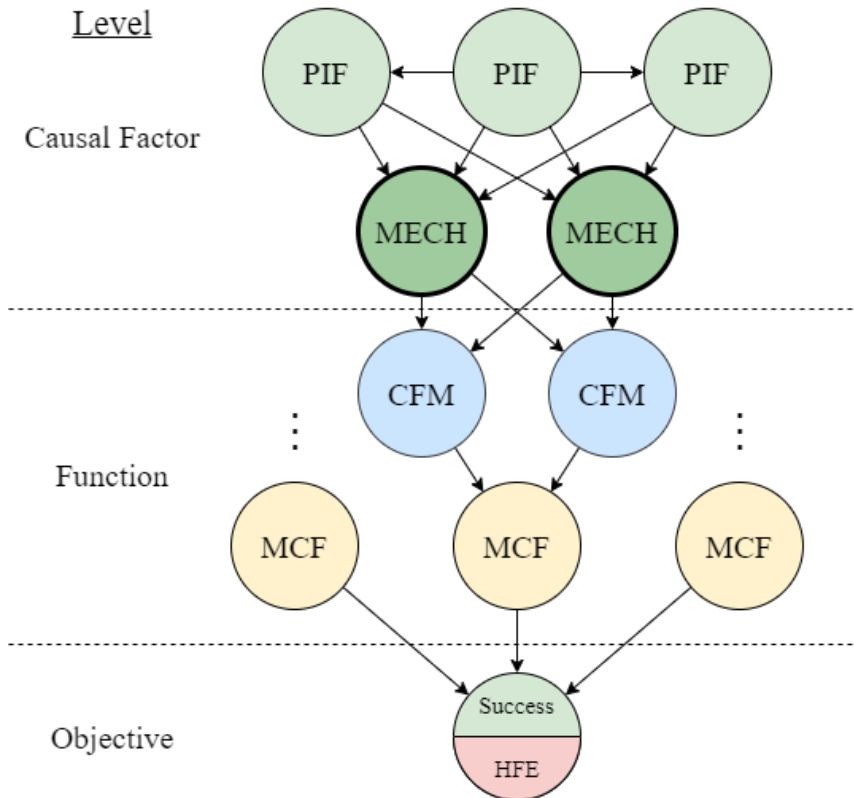 Level
PIF
PIF
PIF
Causal Factor
MECH
MECH
CFM
CFM
Function
MCF
MCF
MCF
Success
Objective
HFE